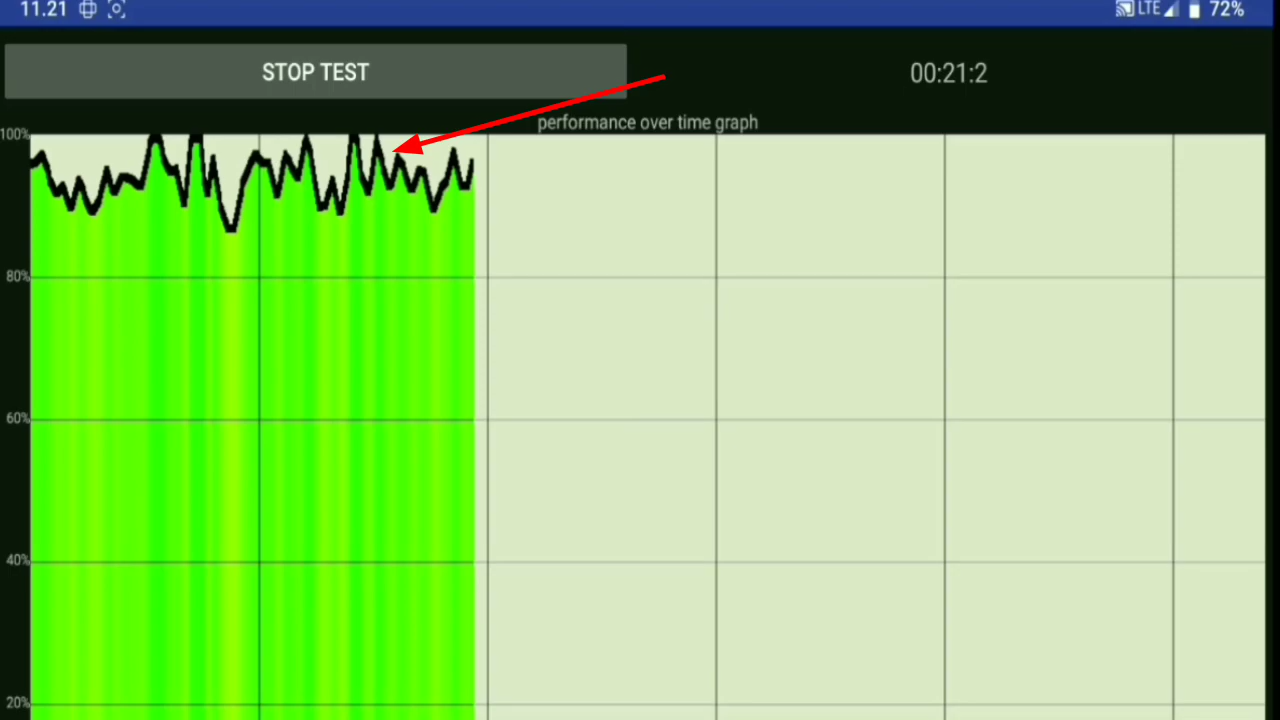 11.21 LTE 72%
STOP TEST 00:21:2
performance over time graph
100%
80%
60%
40%
20%